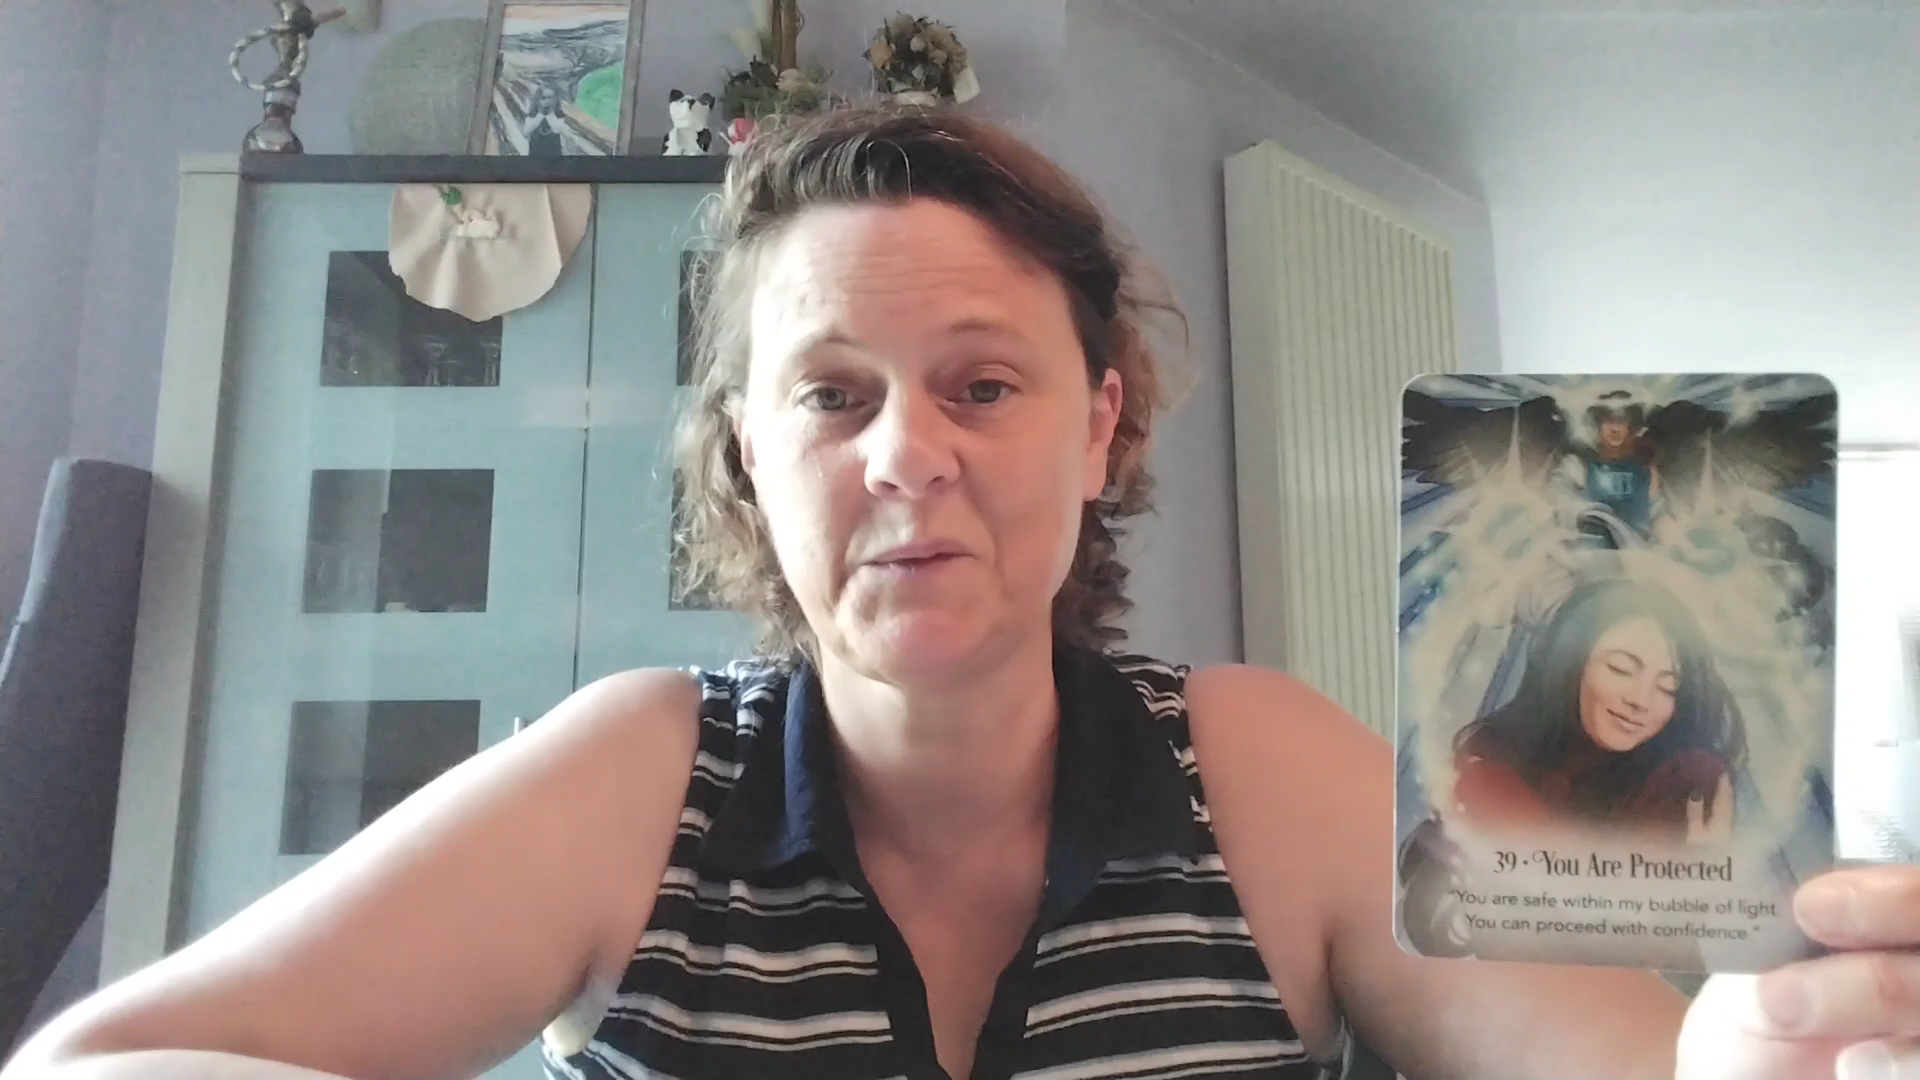 39 • You Are Protected
"You are safe within my bubble of light.
You can proceed with confidence."